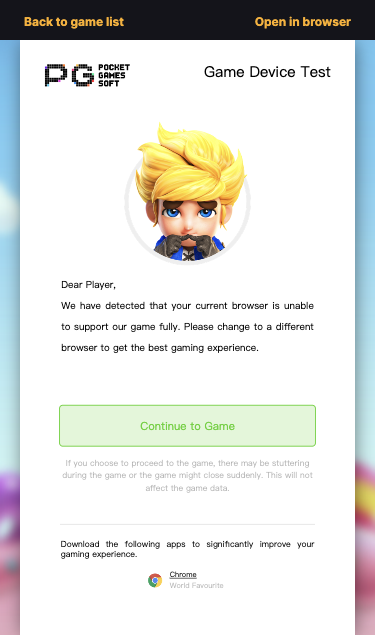 Back to game list
Open in browser
PG POCKET GAMES SOFT
Game Device Test
Dear Player,
We have detected that your current browser is unable
to support our game fully. Please change to a different
browser to get the best gaming experience.
Continue to Game
If you choose to proceed to the game, there may be stuttering
during the game or the game might close suddenly. This will not
affect the game data.
Download the following apps to significantly improve your
gaming experience.
Chrome
World Favourite